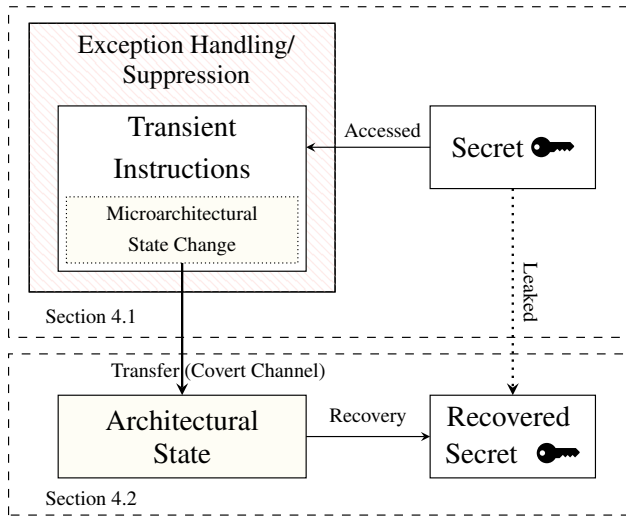 Exception Handling/
Suppression
Transient
Instructions
Microarchitectural
State Change
Accessed
Secret
Leaked
Section 4.1
Transfer (Covert Channel)
Architectural
State
Recovery
Recovered
Secret
Section 4.2